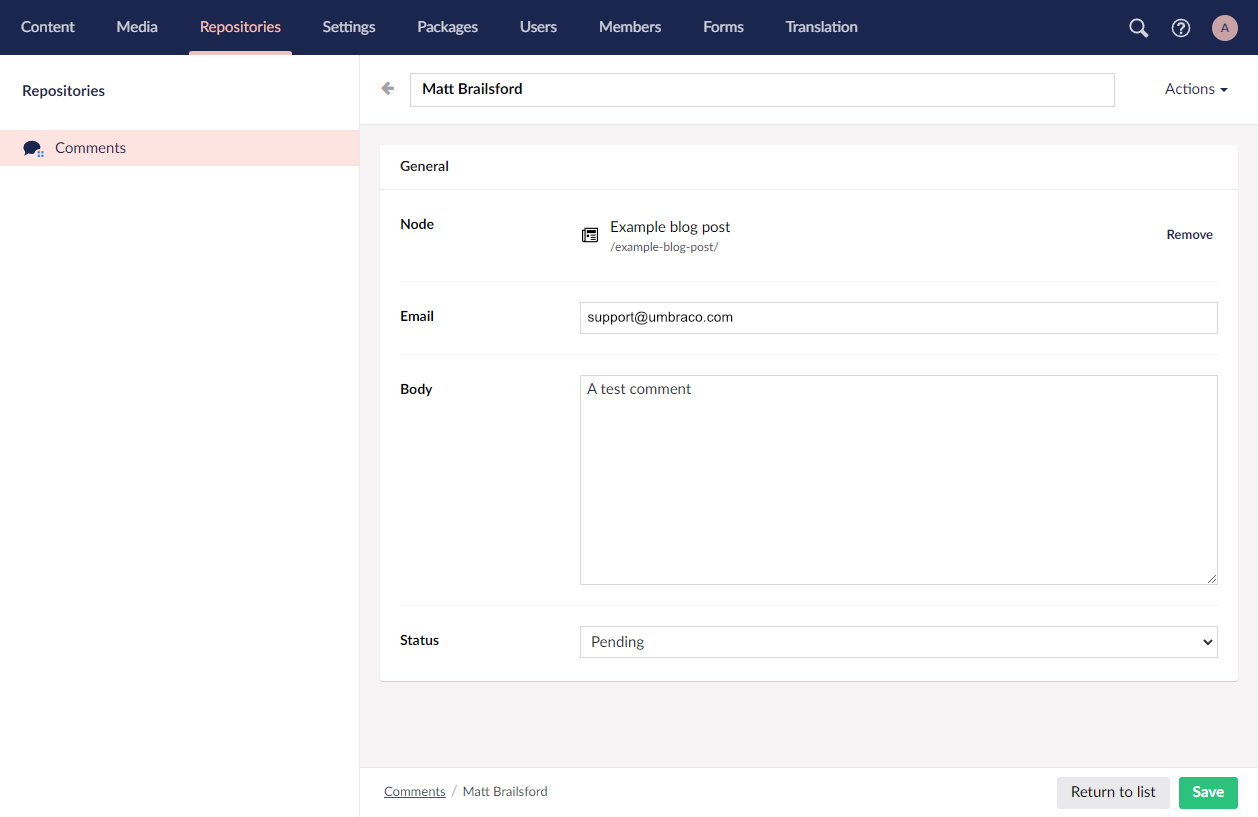 Content Media Repositories Settings Packages Users Members Forms Translation A
Repositories
Comments
Matt Brailsford
Actions
General
Node
Example blog post
/example-blog-post/
Remove
Email
support@umbraco.com
Body
A test comment
Status
Pending
Comments / Matt Brailsford
Return to list
Save